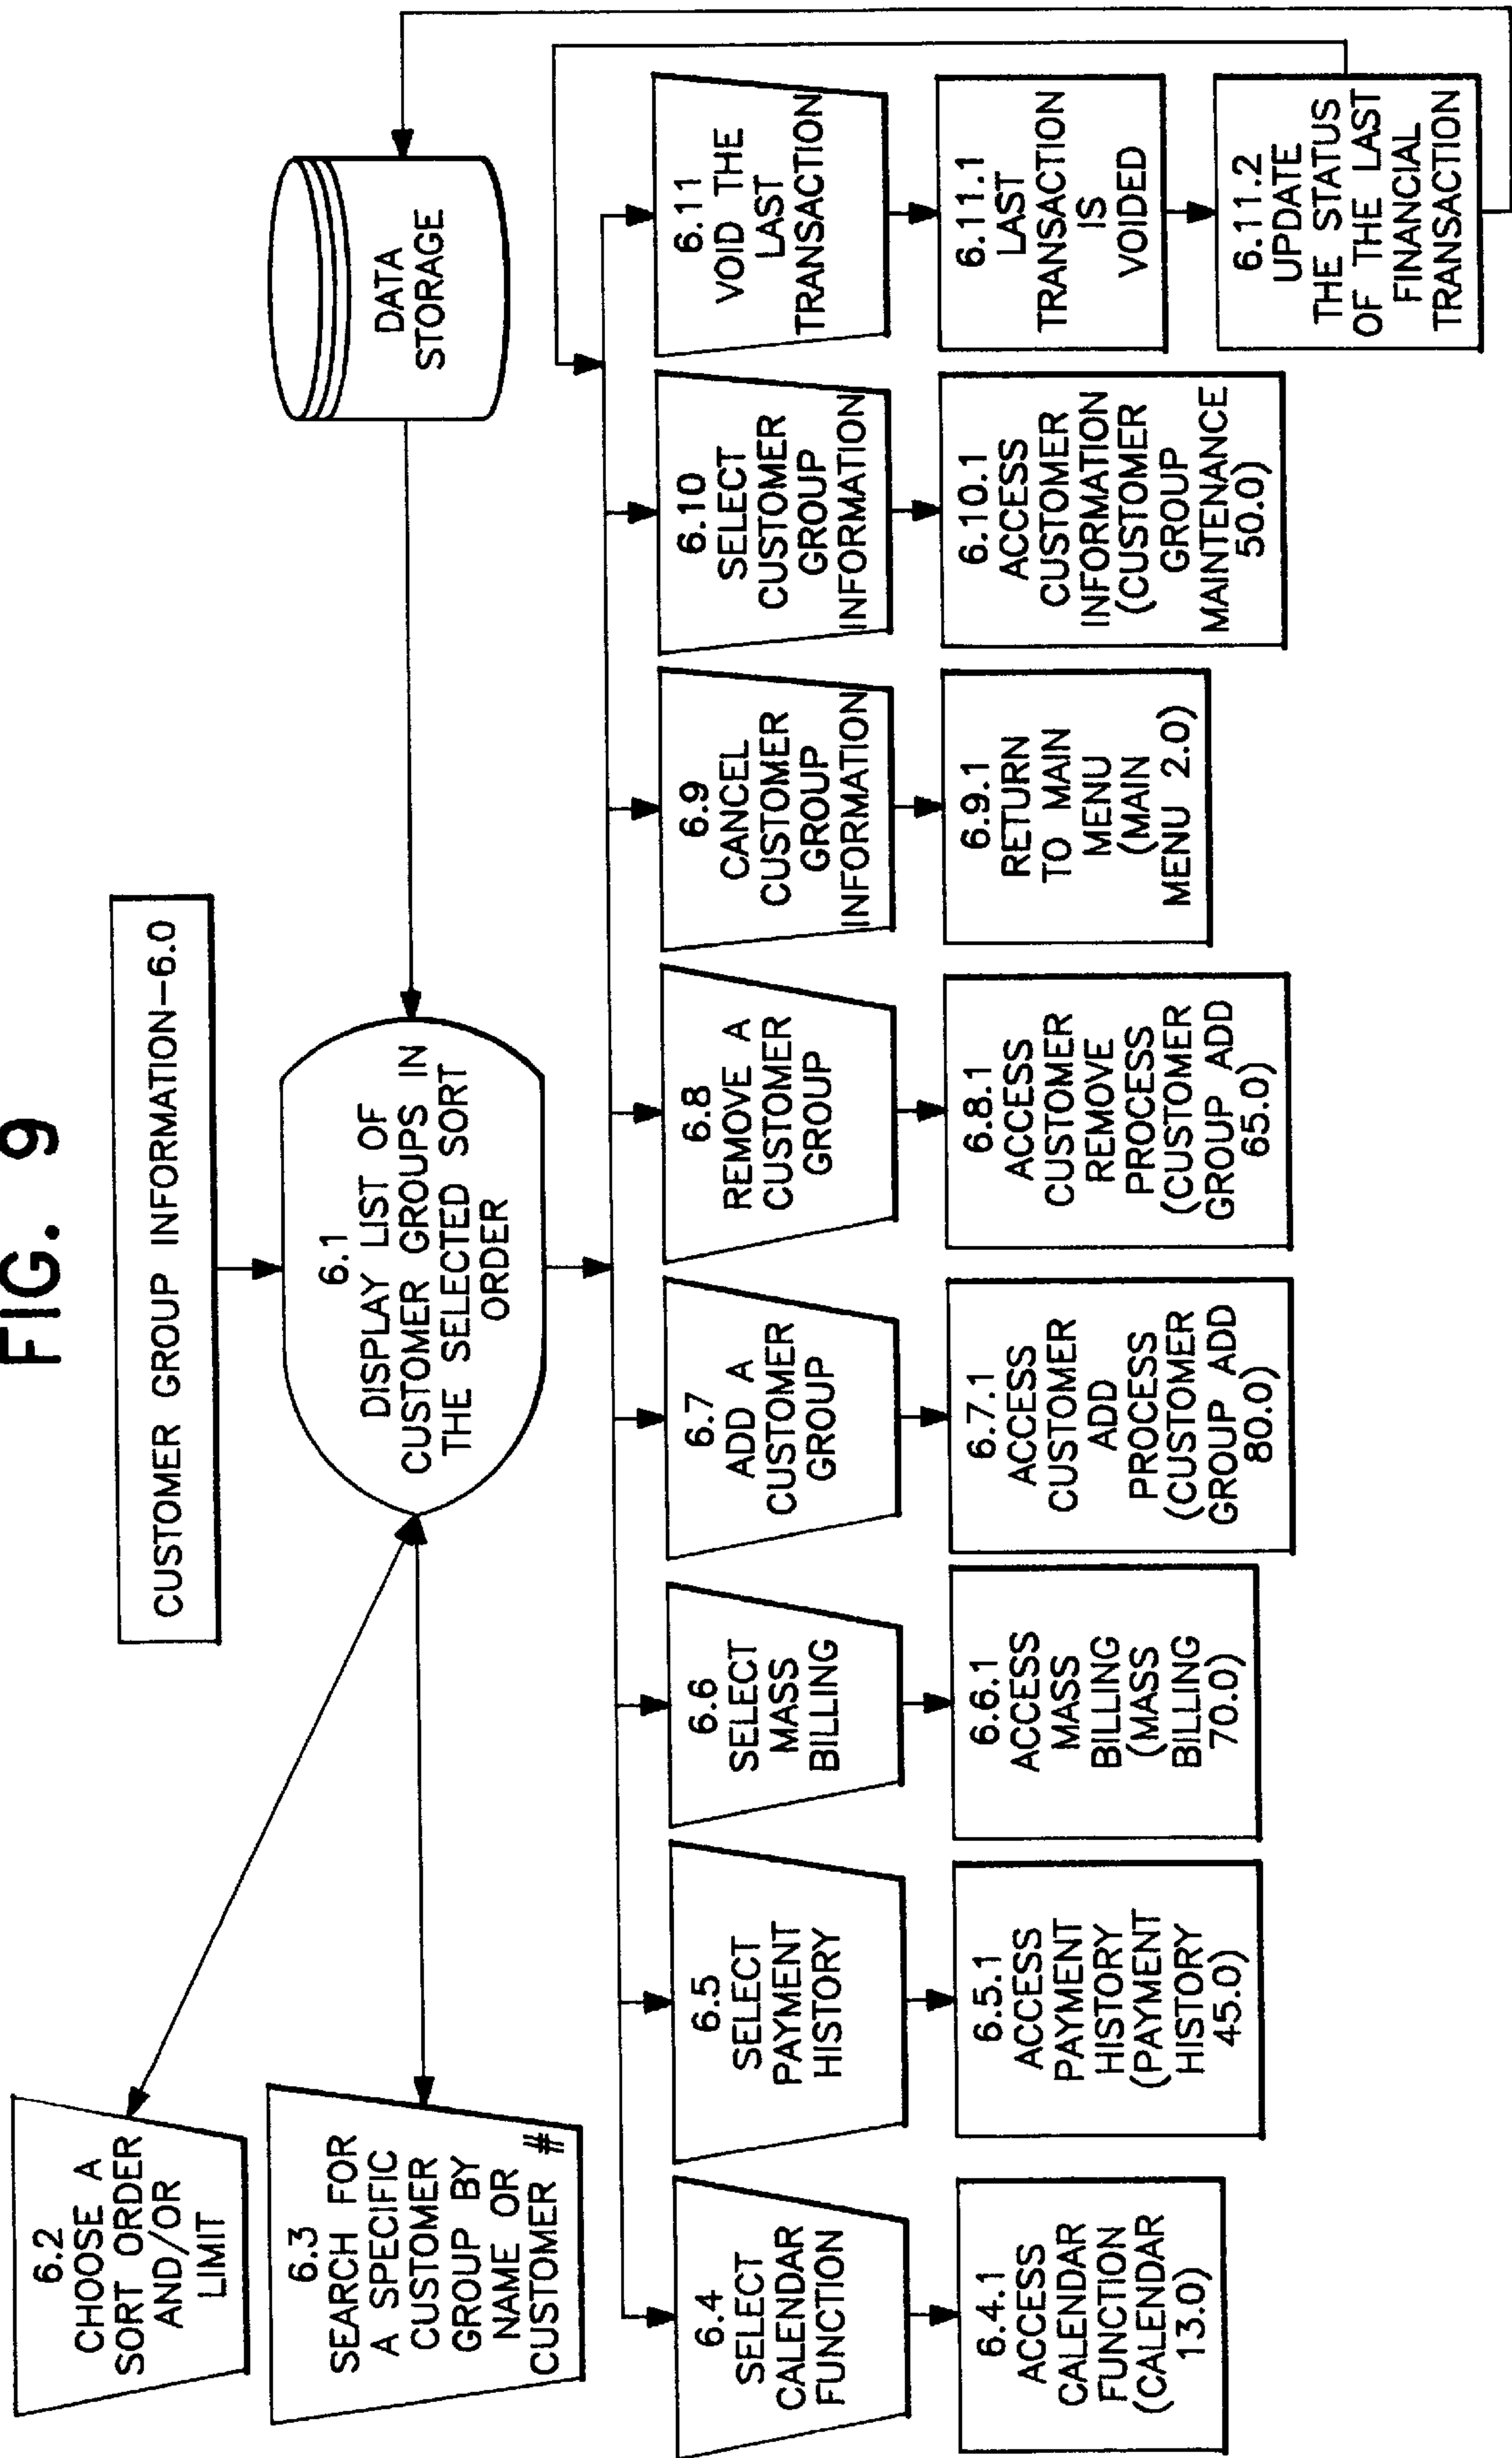 FIG. 9
CUSTOMER GROUP INFORMATION-6.0
6.1
DISPLAY LIST OF
CUSTOMER GROUPS IN
THE SELECTED SORT
ORDER
DATA
STORAGE
6.2
CHOOSE A
SORT ORDER
AND/OR
LIMIT
6.3
SEARCH FOR
A SPECIFIC
CUSTOMER
GROUP BY
NAME OR
CUSTOMER #
6.4
SELECT
CALENDAR
FUNCTION
6.5
SELECT
PAYMENT
HISTORY
6.6
SELECT
MASS
BILLING
6.7
ADD A
CUSTOMER
GROUP
6.8
REMOVE A
CUSTOMER
GROUP
6.9
CANCEL
CUSTOMER
GROUP
INFORMATION
6.10
SELECT
CUSTOMER
GROUP
INFORMATION
6.11
VOID THE
LAST
TRANSACTION
6.4.1
ACCESS
CALENDAR
FUNCTION
(CALENDAR
13.0)
6.5.1
ACCESS
PAYMENT
HISTORY
(PAYMENT
HISTORY
45.0)
6.6.1
ACCESS
MASS
BILLING
(MASS
BILLING
70.0)
6.7.1
ACCESS
CUSTOMER
ADD
PROCESS
(CUSTOMER
GROUP ADD
80.0)
6.8.1
ACCESS
CUSTOMER
REMOVE
PROCESS
(CUSTOMER
GROUP ADD
65.0)
6.9.1
RETURN
TO MAIN
MENU
(MAIN
MENU 2.0)
6.10.1
ACCESS
CUSTOMER
INFORMATION
(CUSTOMER
GROUP
MAINTENANCE
50.0)
6.11.1
LAST
TRANSACTION
IS
VOIDED
6.11.2
UPDATE
THE STATUS
OF THE LAST
FINANCIAL
TRANSACTION